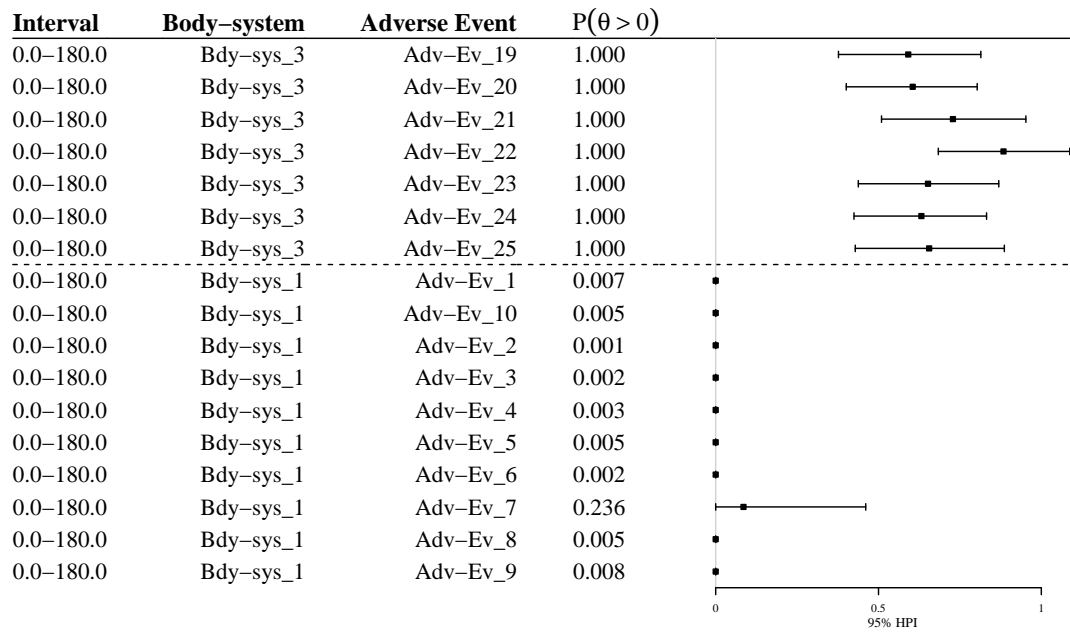 Interval Body−system Adverse Event P(θ > 0)
0.0−180.0 Bdy−sys_3 Adv−Ev_19 1.000
0.0−180.0 Bdy−sys_3 Adv−Ev_20 1.000
0.0−180.0 Bdy−sys_3 Adv−Ev_21 1.000
0.0−180.0 Bdy−sys_3 Adv−Ev_22 1.000
0.0−180.0 Bdy−sys_3 Adv−Ev_23 1.000
0.0−180.0 Bdy−sys_3 Adv−Ev_24 1.000
0.0−180.0 Bdy−sys_3 Adv−Ev_25 1.000
0.0−180.0 Bdy−sys_1 Adv−Ev_1 0.007
0.0−180.0 Bdy−sys_1 Adv−Ev_10 0.005
0.0−180.0 Bdy−sys_1 Adv−Ev_2 0.001
0.0−180.0 Bdy−sys_1 Adv−Ev_3 0.002
0.0−180.0 Bdy−sys_1 Adv−Ev_4 0.003
0.0−180.0 Bdy−sys_1 Adv−Ev_5 0.005
0.0−180.0 Bdy−sys_1 Adv−Ev_6 0.002
0.0−180.0 Bdy−sys_1 Adv−Ev_7 0.236
0.0−180.0 Bdy−sys_1 Adv−Ev_8 0.005
0.0−180.0 Bdy−sys_1 Adv−Ev_9 0.008
0 0.5 1
95% HPI